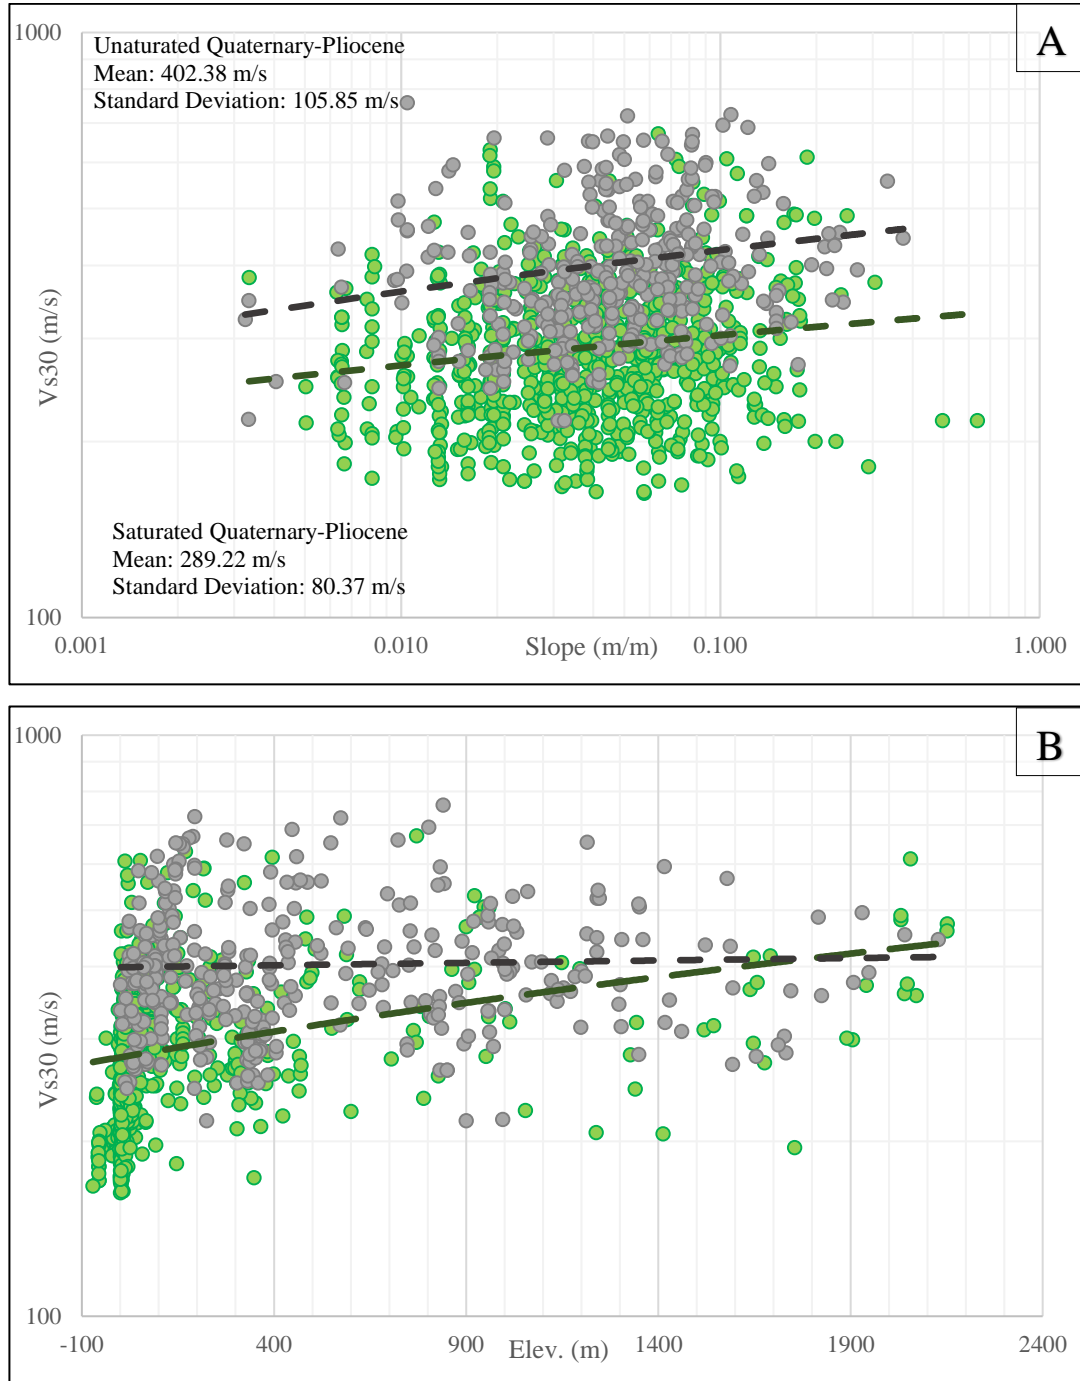 A
1000
Unaturated Quaternary-Pliocene
Mean: 402.38 m/s
Standard Deviation: 105.85 m/s
Vs30 (m/s)
Saturated Quaternary-Pliocene
Mean: 289.22 m/s
Standard Deviation: 80.37 m/s
100
0.001 0.010 Slope (m/m) 0.100 1.000
B
1000
Vs30 (m/s)
100
-100 400 900 Elev. (m) 1400 1900 2400